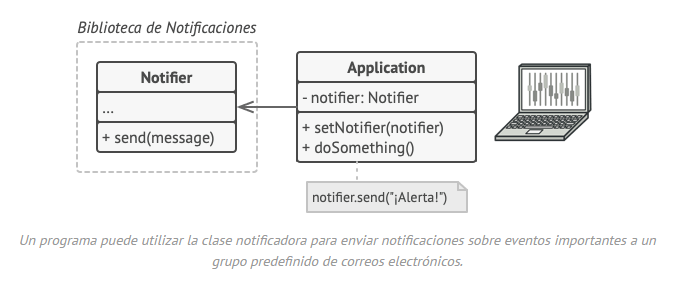 Biblioteca de Notificaciones
Notifier
...
+ send(message)
Application
- notifier: Notifier
+ setNotifier(notifier)
+ doSomething()
notifier.send("¡Alerta!")
Un programa puede utilizar la clase notificadora para enviar notificaciones sobre eventos importantes a un
grupo predefinido de correos electrónicos.